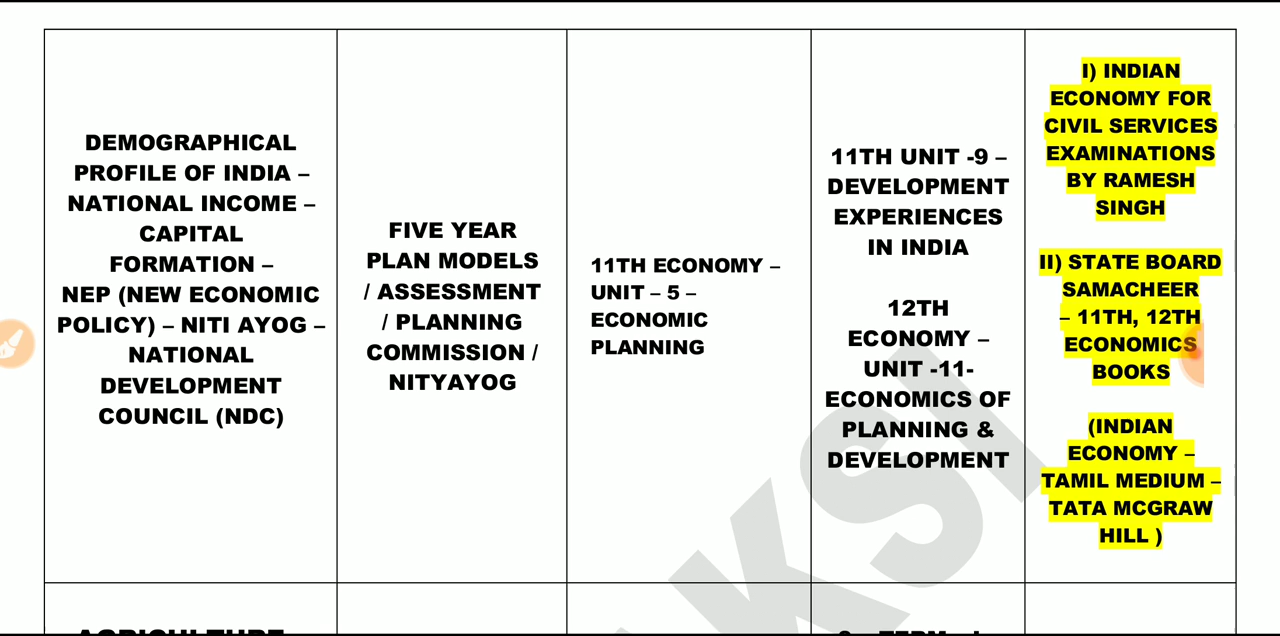 DEMOGRAPHICAL
PROFILE OF INDIA –
NATIONAL INCOME –
CAPITAL
FORMATION –
NEP (NEW ECONOMIC
POLICY) – NITI AYOG –
NATIONAL
DEVELOPMENT
COUNCIL (NDC)
FIVE YEAR
PLAN MODELS
/ ASSESSMENT
/ PLANNING
COMMISSION /
NITYAYOG
11TH ECONOMY –
UNIT – 5 –
ECONOMIC
PLANNING
11TH UNIT -9 –
DEVELOPMENT
EXPERIENCES
IN INDIA
12TH
ECONOMY –
UNIT -11-
ECONOMICS OF
PLANNING &
DEVELOPMENT
I) INDIAN
ECONOMY FOR
CIVIL SERVICES
EXAMINATIONS
BY RAMESH
SINGH
II) STATE BOARD
SAMACHEER
– 11TH, 12TH
ECONOMICS
BOOKS
(INDIAN
ECONOMY –
TAMIL MEDIUM –
TATA MCGRAW
HILL )
KSI
AGRICULTURE